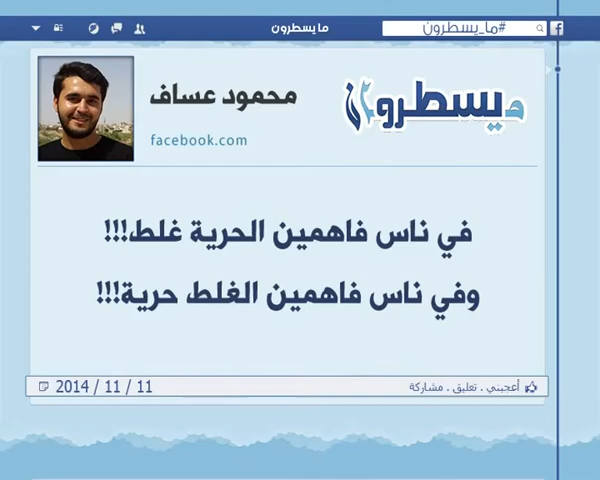 ما يسطرون
#ما_يسطرون
محمود عساف
facebook.com
ما يسطرون
في ناس فاهمين الحرية غلط!!!
وفي ناس فاهمين الغلط حرية!!!
أعجبني . تعليق . مشاركة
2014 / 11 / 11